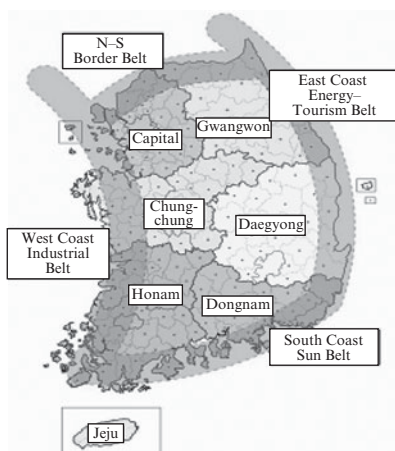 N–S
Border Belt
East Coast
Energy–
Tourism Belt
Capital
Gwangwon
Chung-
chung
Daegyong
West Coast
Industrial
Belt
Honam
Dongnam
South Coast
Sun Belt
Jeju